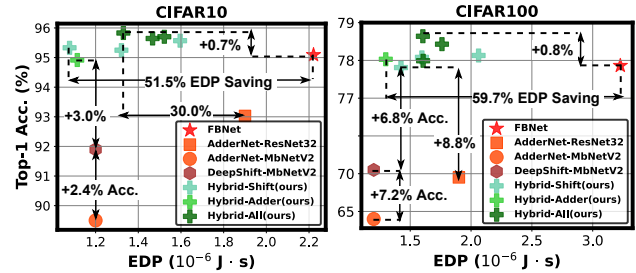 CIFAR10
CIFAR100
Top-1 Acc. (%)
96
95
94
93
92
91
90
+0.7%
51.5% EDP Saving
+3.0%
30.0%
+2.4% Acc.
FBNet
AdderNet-ResNet32
AdderNet-MbNetV2
DeepShift-MbNetV2
Hybrid-Shift(ours)
Hybrid-Adder(ours)
Hybrid-All(ours)
1.2 1.4 1.6 1.8 2.0 2.2
EDP (10⁻⁶ J · s)
79
78
77
70
65
+0.8%
59.7% EDP Saving
+6.8% Acc.
+8.8%
+7.2% Acc.
FBNet
AdderNet-ResNet32
AdderNet-MbNetV2
DeepShift-MbNetV2
Hybrid-Shift(ours)
Hybrid-Adder(ours)
Hybrid-All(ours)
1.5 2.0 2.5 3.0
EDP (10⁻⁶ J · s)